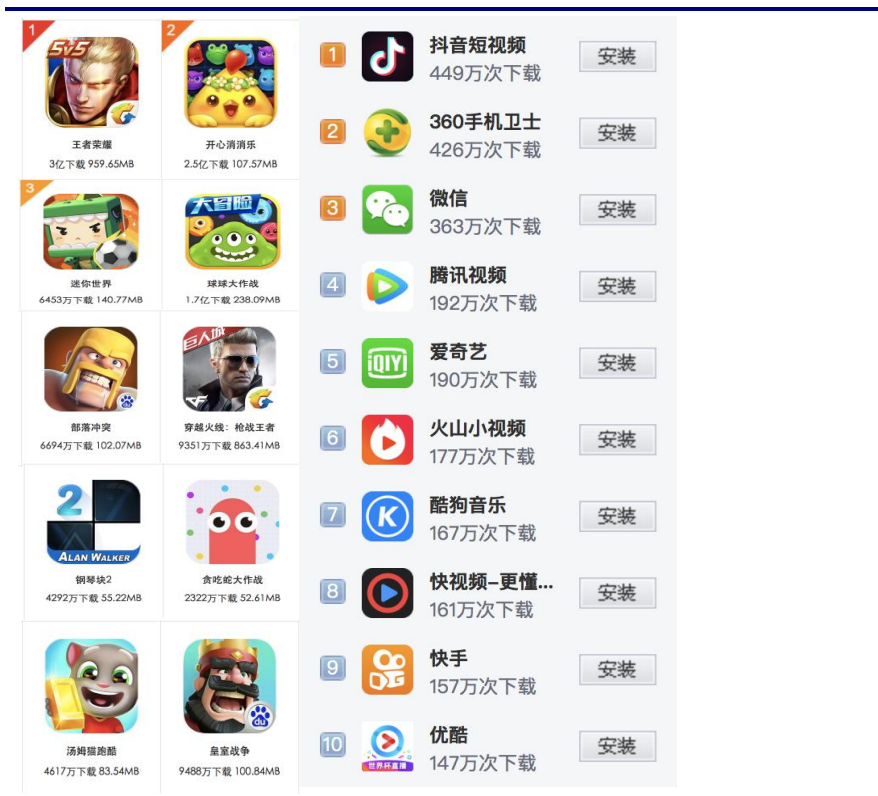 1
5v5
王者荣耀
3亿下载 959.65MB
2
开心消消乐
2.5亿下载 107.57MB
3
迷你世界
6453万下载 140.77MB
大冒险
球球大作战
1.7亿下载 238.09MB
部落冲突
6694万下载 102.07MB
巨人城
CF
穿越火线：枪战王者
9351万下载 863.41MB
2
ALAN WALKER
钢琴块2
4292万下载 55.22MB
贪吃蛇大作战
2322万下载 52.61MB
汤姆猫跑酷
4617万下载 83.54MB
du
皇室战争
9488万下载 100.84MB
1
抖音短视频
449万次下载
安装
2
360手机卫士
426万次下载
安装
3
微信
363万次下载
安装
4
腾讯视频
192万次下载
安装
5
iQIYI
爱奇艺
190万次下载
安装
6
火山小视频
177万次下载
安装
7
K
酷狗音乐
167万次下载
安装
8
快视频-更懂...
161万次下载
安装
9
快手
157万次下载
安装
10
世界杯直播
优酷
147万次下载
安装